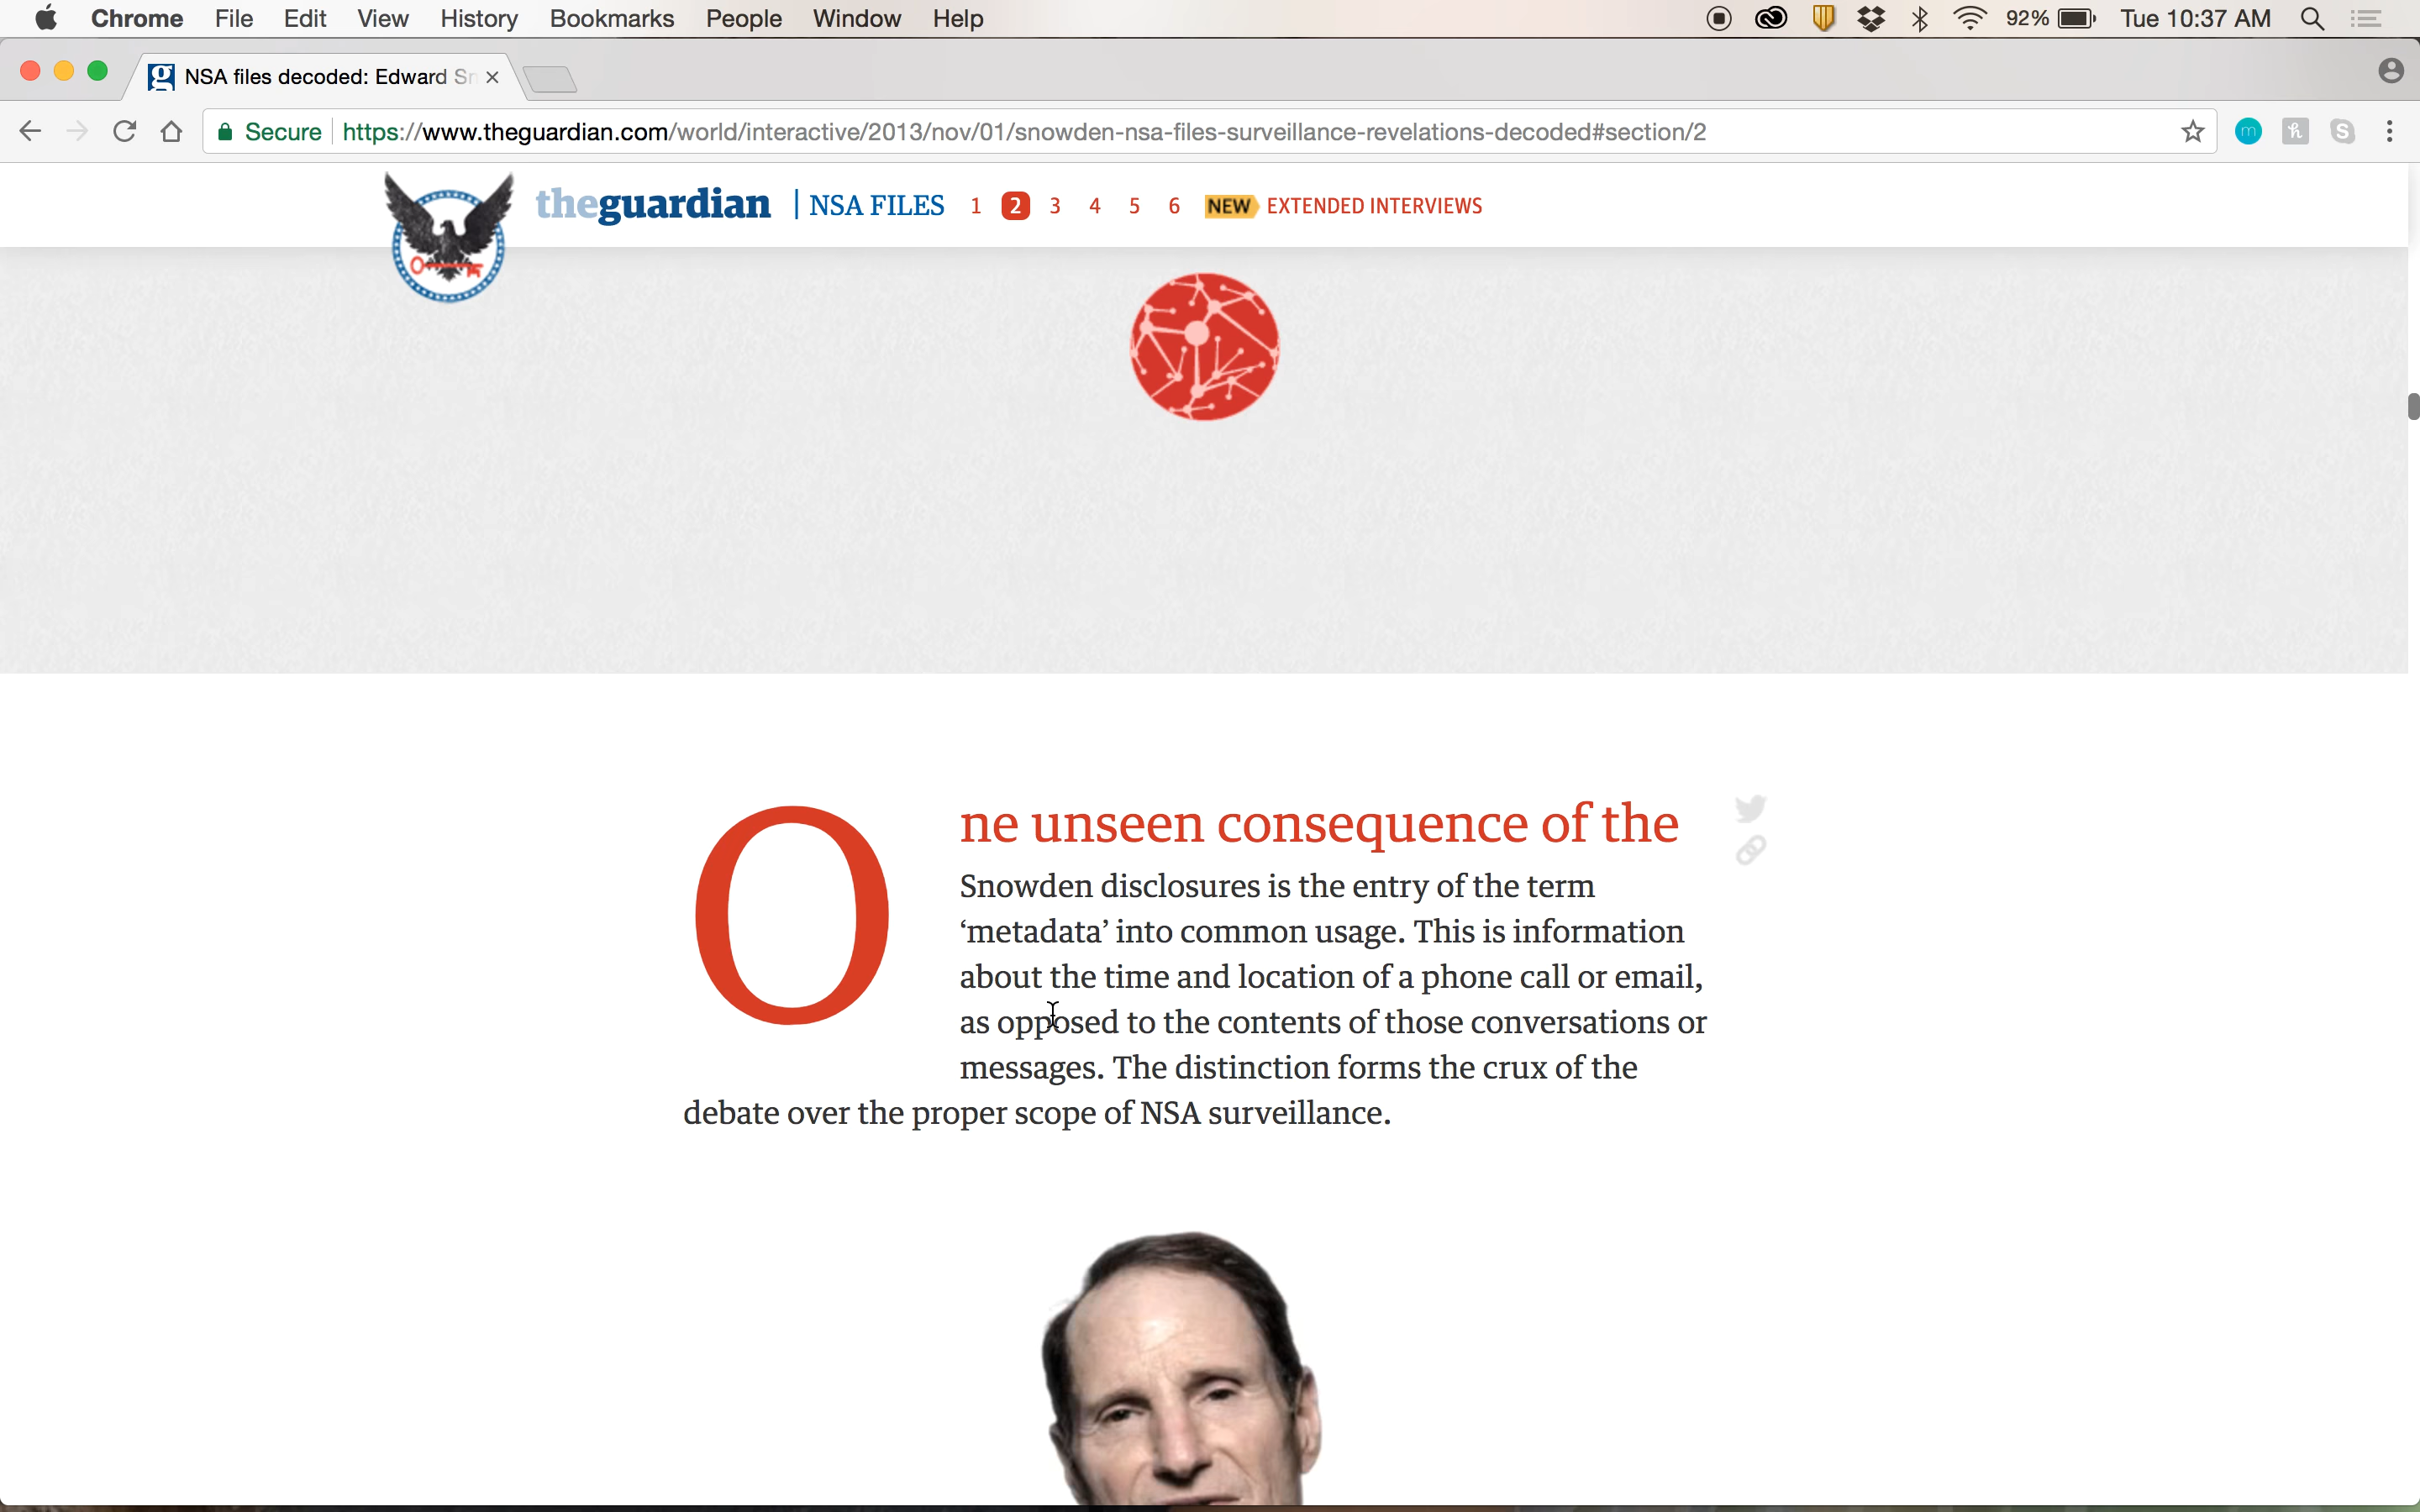 Chrome File Edit View History Bookmarks People Window Help 92% Tue 10:37 AM
NSA files decoded: Edward
Secure https://www.theguardian.com/world/interactive/2013/nov/01/snowden-nsa-files-surveillance-revelations-decoded#section/2
theguardian | NSA FILES 1 2 3 4 5 6 NEW EXTENDED INTERVIEWS
One unseen consequence of the
Snowden disclosures is the entry of the term
‘metadata’ into common usage. This is information
about the time and location of a phone call or email,
as opposed to the contents of those conversations or
messages. The distinction forms the crux of the
debate over the proper scope of NSA surveillance.